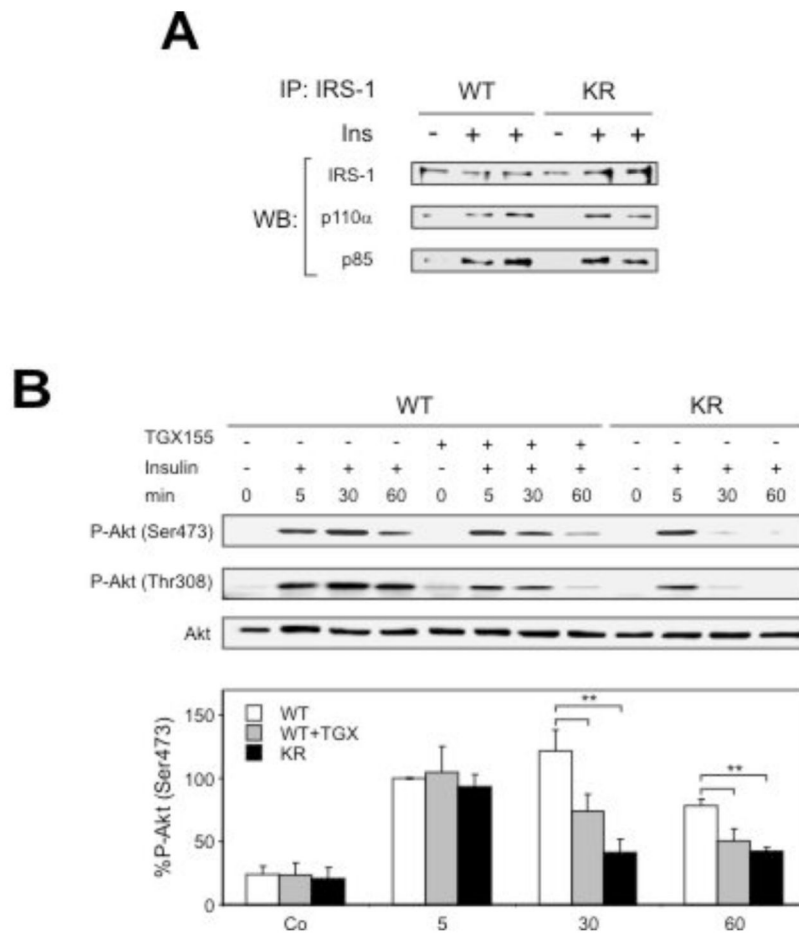 A
IP: IRS-1 WT KR
Ins - + + - + +
WB:
IRS-1
p110α
p85
B
WT KR
TGX155 - - - - + + + + - - - -
Insulin - + + + - + + + - + + +
min 0 5 30 60 0 5 30 60 0 5 30 60
P-Akt (Ser473)
P-Akt (Thr308)
Akt
%P-Akt (Ser473)
150
100
50
0
WT
WT+TGX
KR
**
**
Co 5 30 60